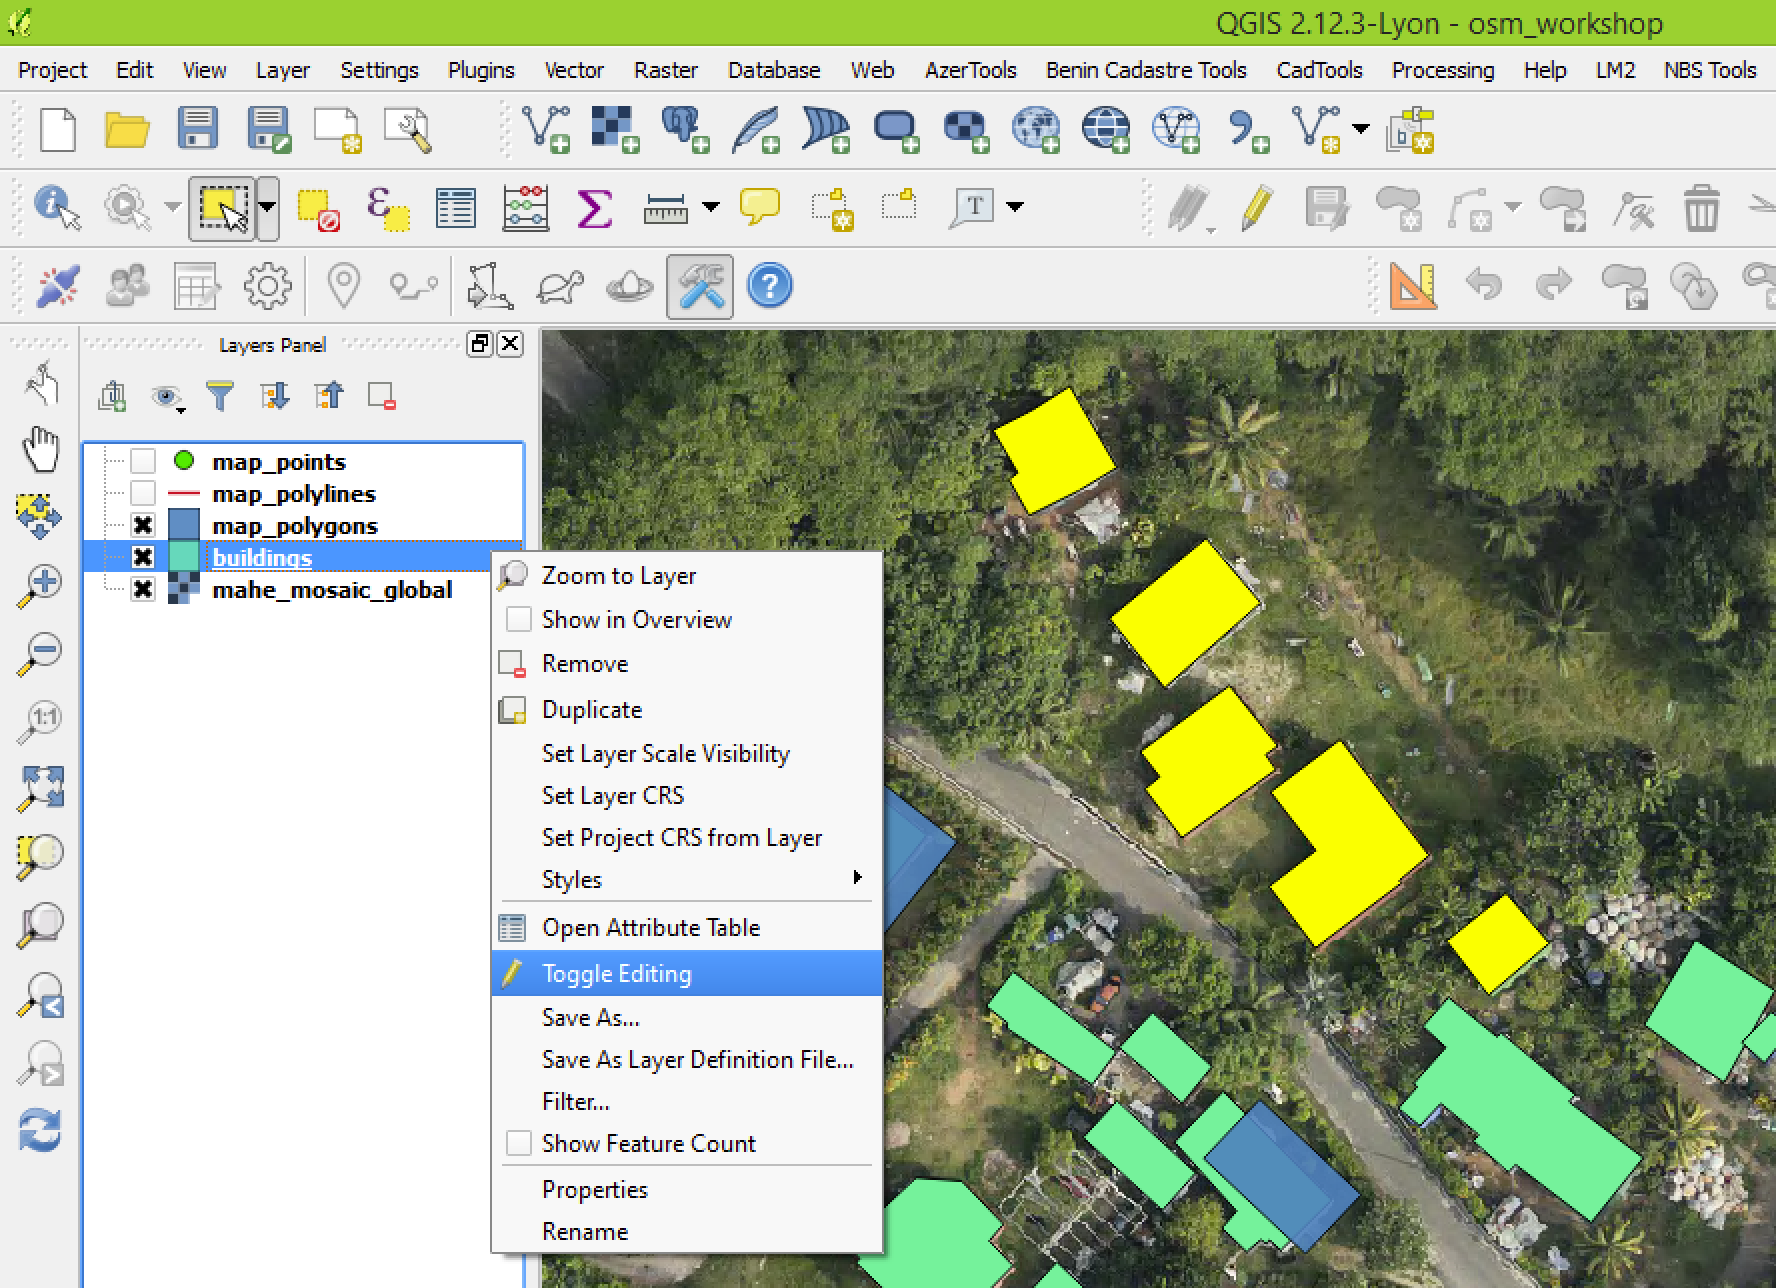 QGIS 2.12.3-Lyon - osm_workshop
Project Edit View Layer Settings Plugins Vector Raster Database Web AzerTools Benin Cadastre Tools CadTools Processing Help LM2 NBS Tools
T
?
Layers Panel
map_points
map_polylines
map_polygons
buildings
mahe_mosaic_global
1:1
Zoom to Layer
Show in Overview
Remove
Duplicate
Set Layer Scale Visibility
Set Layer CRS
Set Project CRS from Layer
Styles
Open Attribute Table
Toggle Editing
Save As...
Save As Layer Definition File...
Filter...
Show Feature Count
Properties
Rename